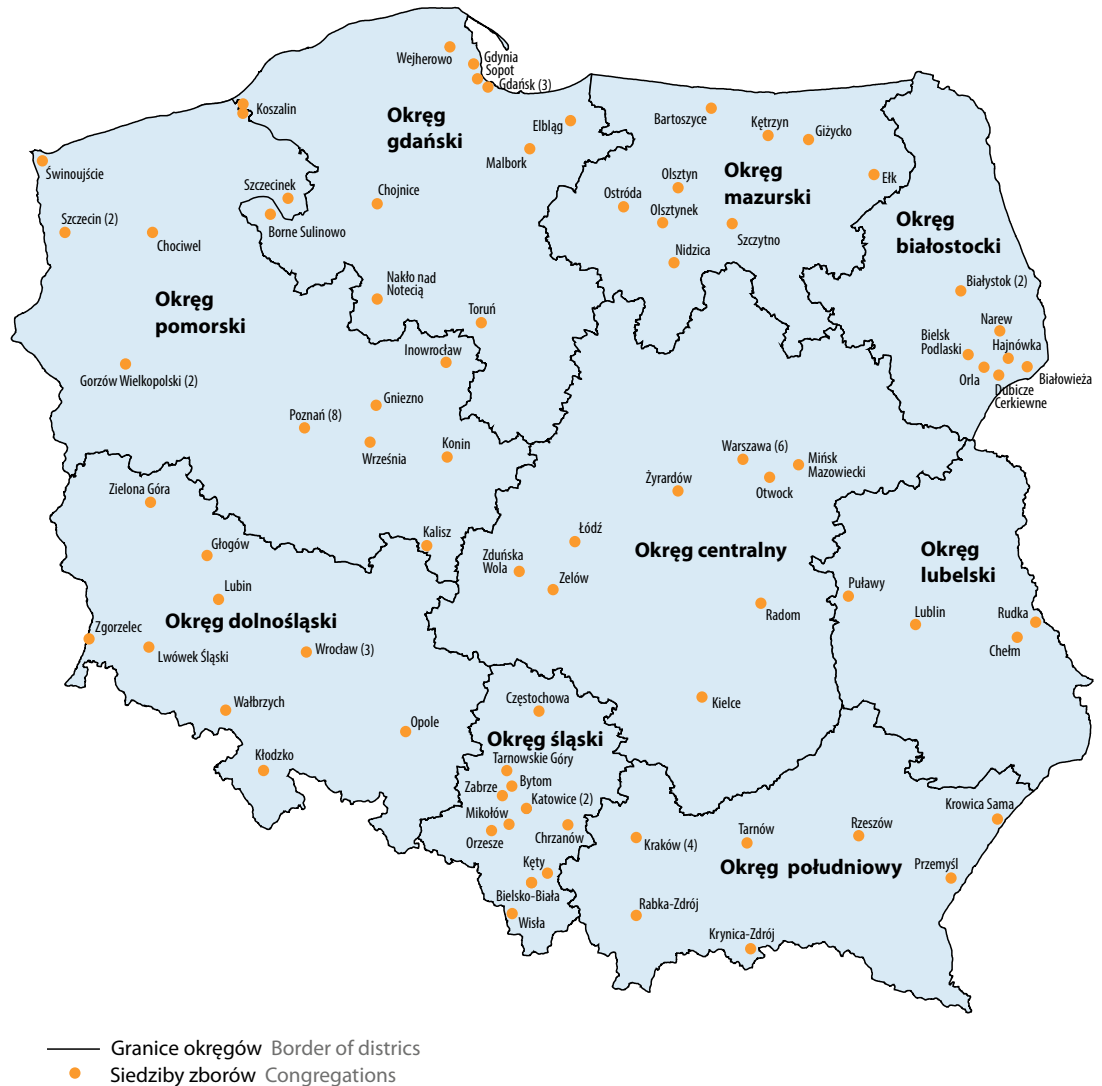 Wejherowo
Gdynia
Sopot
Gdańsk (3)
Koszalin
Okręg
gdański
Elbląg
Malbork
Bartoszyce
Kętrzyn
Giżycko
Świnoujście
Szczecinek
Chojnice
Olsztyn
Okręg
mazurski
Ełk
Ostróda
Olsztynek
Szczecin (2)
Chociwel
Borne Sulinowo
Szczytno
Nidzica
Okręg
białostocki
Okręg
pomorski
Nakło nad
Notecią
Toruń
Białystok (2)
Narew
Bielsk
Podlaski
Hajnówka
Orla
Dubicze
Cerkiewne
Białowieża
Inowrocław
Gorzów Wielkopolski (2)
Gniezno
Poznań (8)
Września
Konin
Warszawa (6)
Mińsk
Mazowiecki
Otwock
Żyrardów
Zielona Góra
Kalisz
Głogów
Łódź
Zduńska
Wola
Zelów
Okręg centralny
Okręg
lubelski
Lubin
Okręg dolnośląski
Puławy
Radom
Lublin
Rudka
Chełm
Zgorzelec
Lwówek Śląski
Wrocław (3)
Wałbrzych
Kłodzko
Opole
Częstochowa
Kielce
Okręg śląski
Tarnowskie Góry
Bytom
Zabrze
Katowice (2)
Mikołów
Orzesze
Chrzanów
Kęty
Bielsko-Biała
Wisła
Kraków (4)
Tarnów
Rzeszów
Krowica Sama
Okręg południowy
Przemyśl
Rabka-Zdrój
Krynica-Zdrój
Granice okręgów Border of districs
Siedziby zborów Congregations